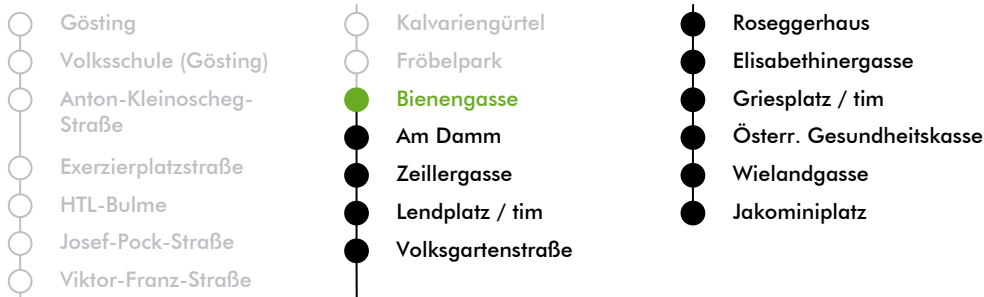 Gösting
Volksschule (Gösting)
Anton-Kleinoscheg-
Straße
Exerzierplatzstraße
HTL-Bulme
Josef-Pock-Straße
Viktor-Franz-Straße
Kalvariengürtel
Fröbelpark
Bienengasse
Am Damm
Zeillergasse
Lendplatz / tim
Volksgartenstraße
Roseggerhaus
Elisabethinergasse
Griesplatz / tim
Österr. Gesundheitskasse
Wielandgasse
Jakominiplatz